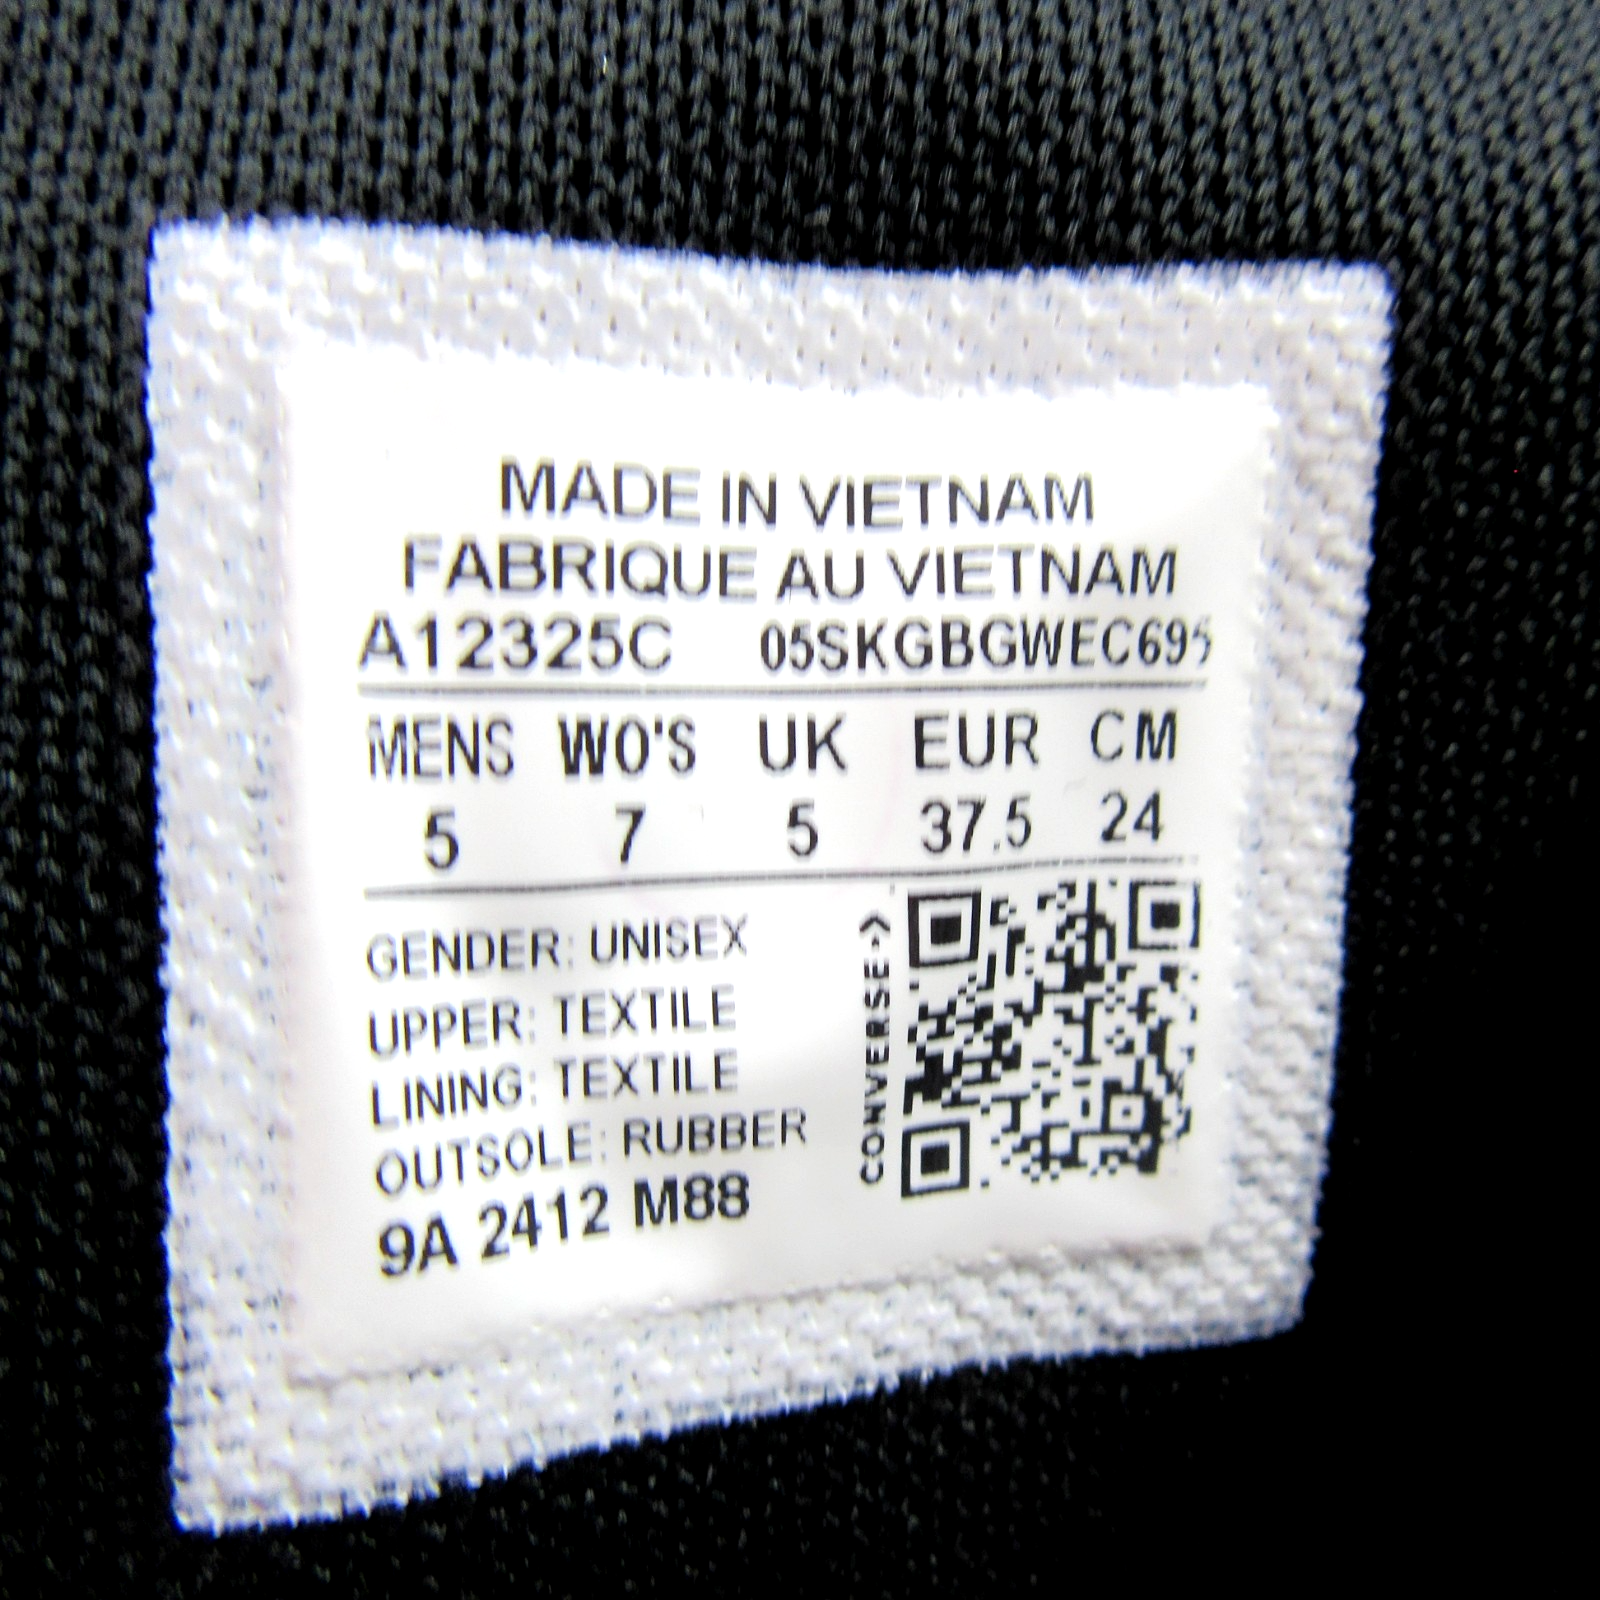 MADE IN VIETNAM
FABRIQUE AU VIETNAM
A12325C 05SKGBGWEC695
MENS WO'S UK EUR CM
5 7 5 37.5 24
GENDER: UNISEX
UPPER: TEXTILE
LINING: TEXTILE
OUTSOLE: RUBBER
9A 2412 M88
CONVERSE